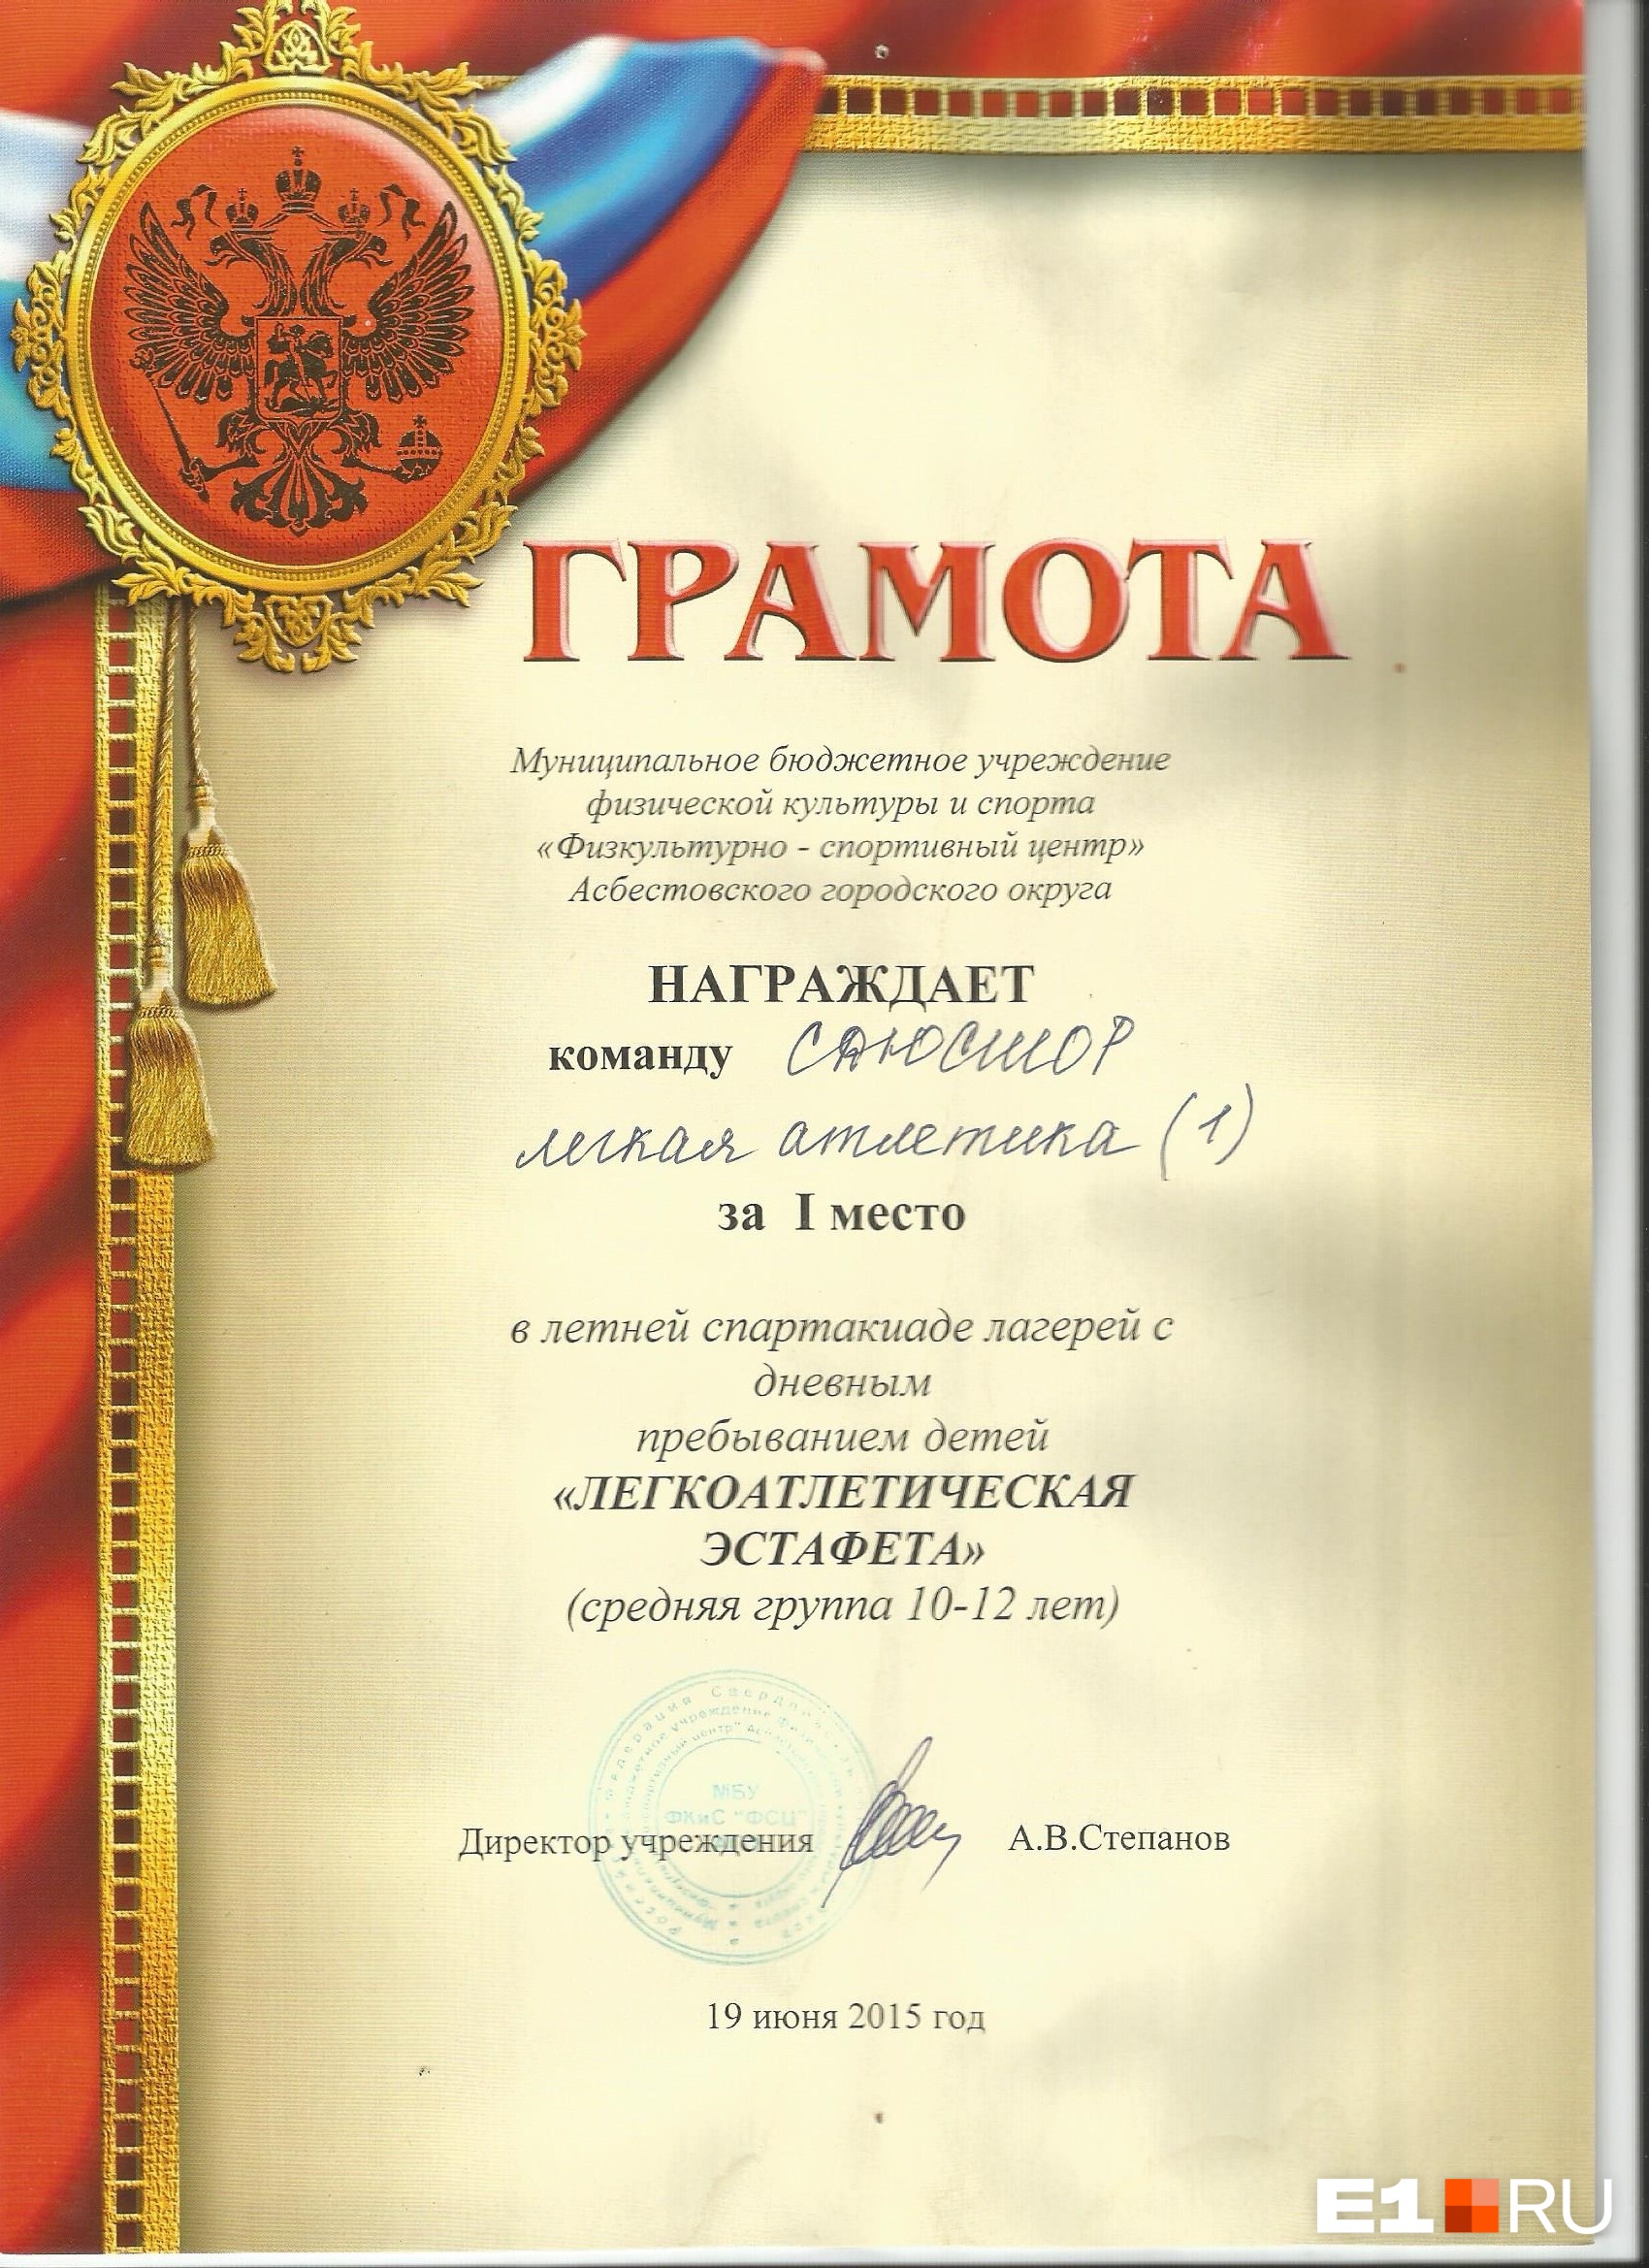 ГРАМОТА
Муниципальное бюджетное учреждение
физической культуры и спорта
«Физкультурно - спортивный центр»
Асбестовского городского округа
НАГРАЖДАЕТ
команду СДЮСШОР
легкая атлетика (1)
за I место
в летней спартакиаде лагерей с
дневным
пребыванием детей
«ЛЕГКОАТЛЕТИЧЕСКАЯ
ЭСТАФЕТА»
(средняя группа 10-12 лет)
МБУ
ФКиС "ФСЦ"
Директор учреждения А.В.Степанов
19 июня 2015 год
E1 RU